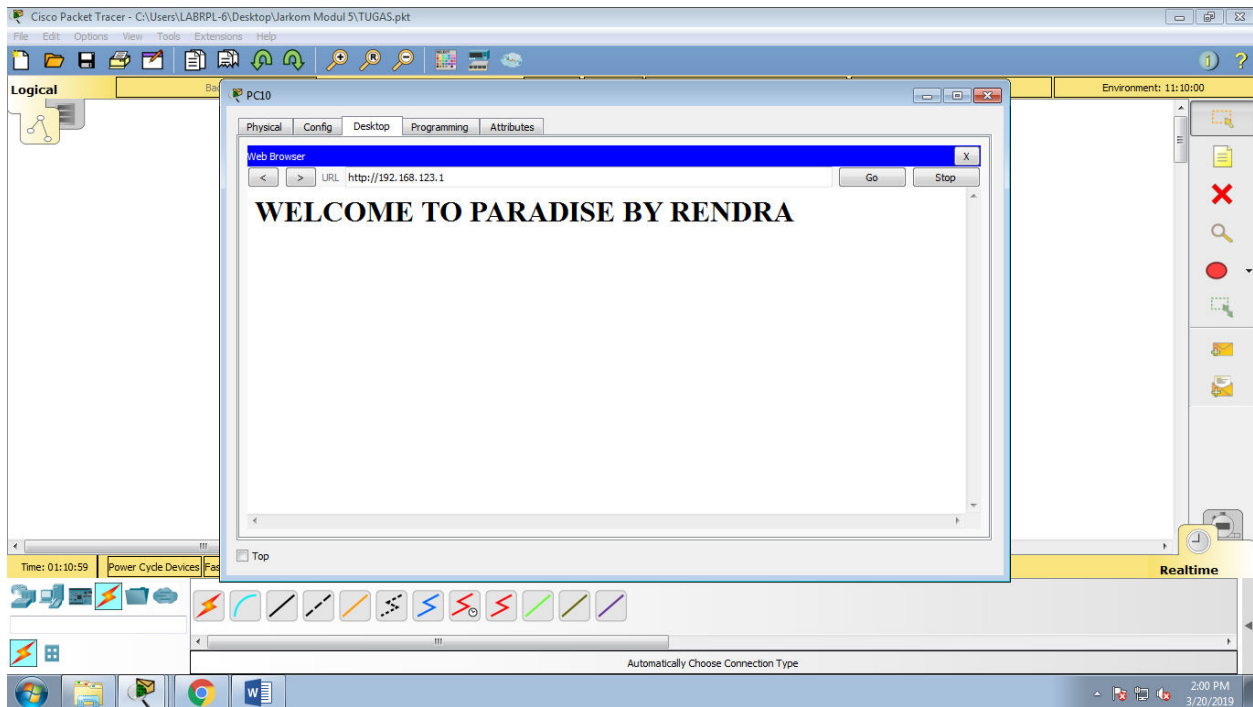 Cisco Packet Tracer - C:\Users\LABRPL-6\Desktop\Jarkom Modul 5\TUGAS.pkt
File Edit Options View Tools Extensions Help
Logical
Environment: 11:10:00
PC10
Physical Config Desktop Programming Attributes
Web Browser X
< > URL http://192.168.123.1 Go Stop
WELCOME TO PARADISE BY RENDRA
Top
Time: 01:10:59 Power Cycle Devices
Realtime
Automatically Choose Connection Type
2:00 PM
3/20/2019